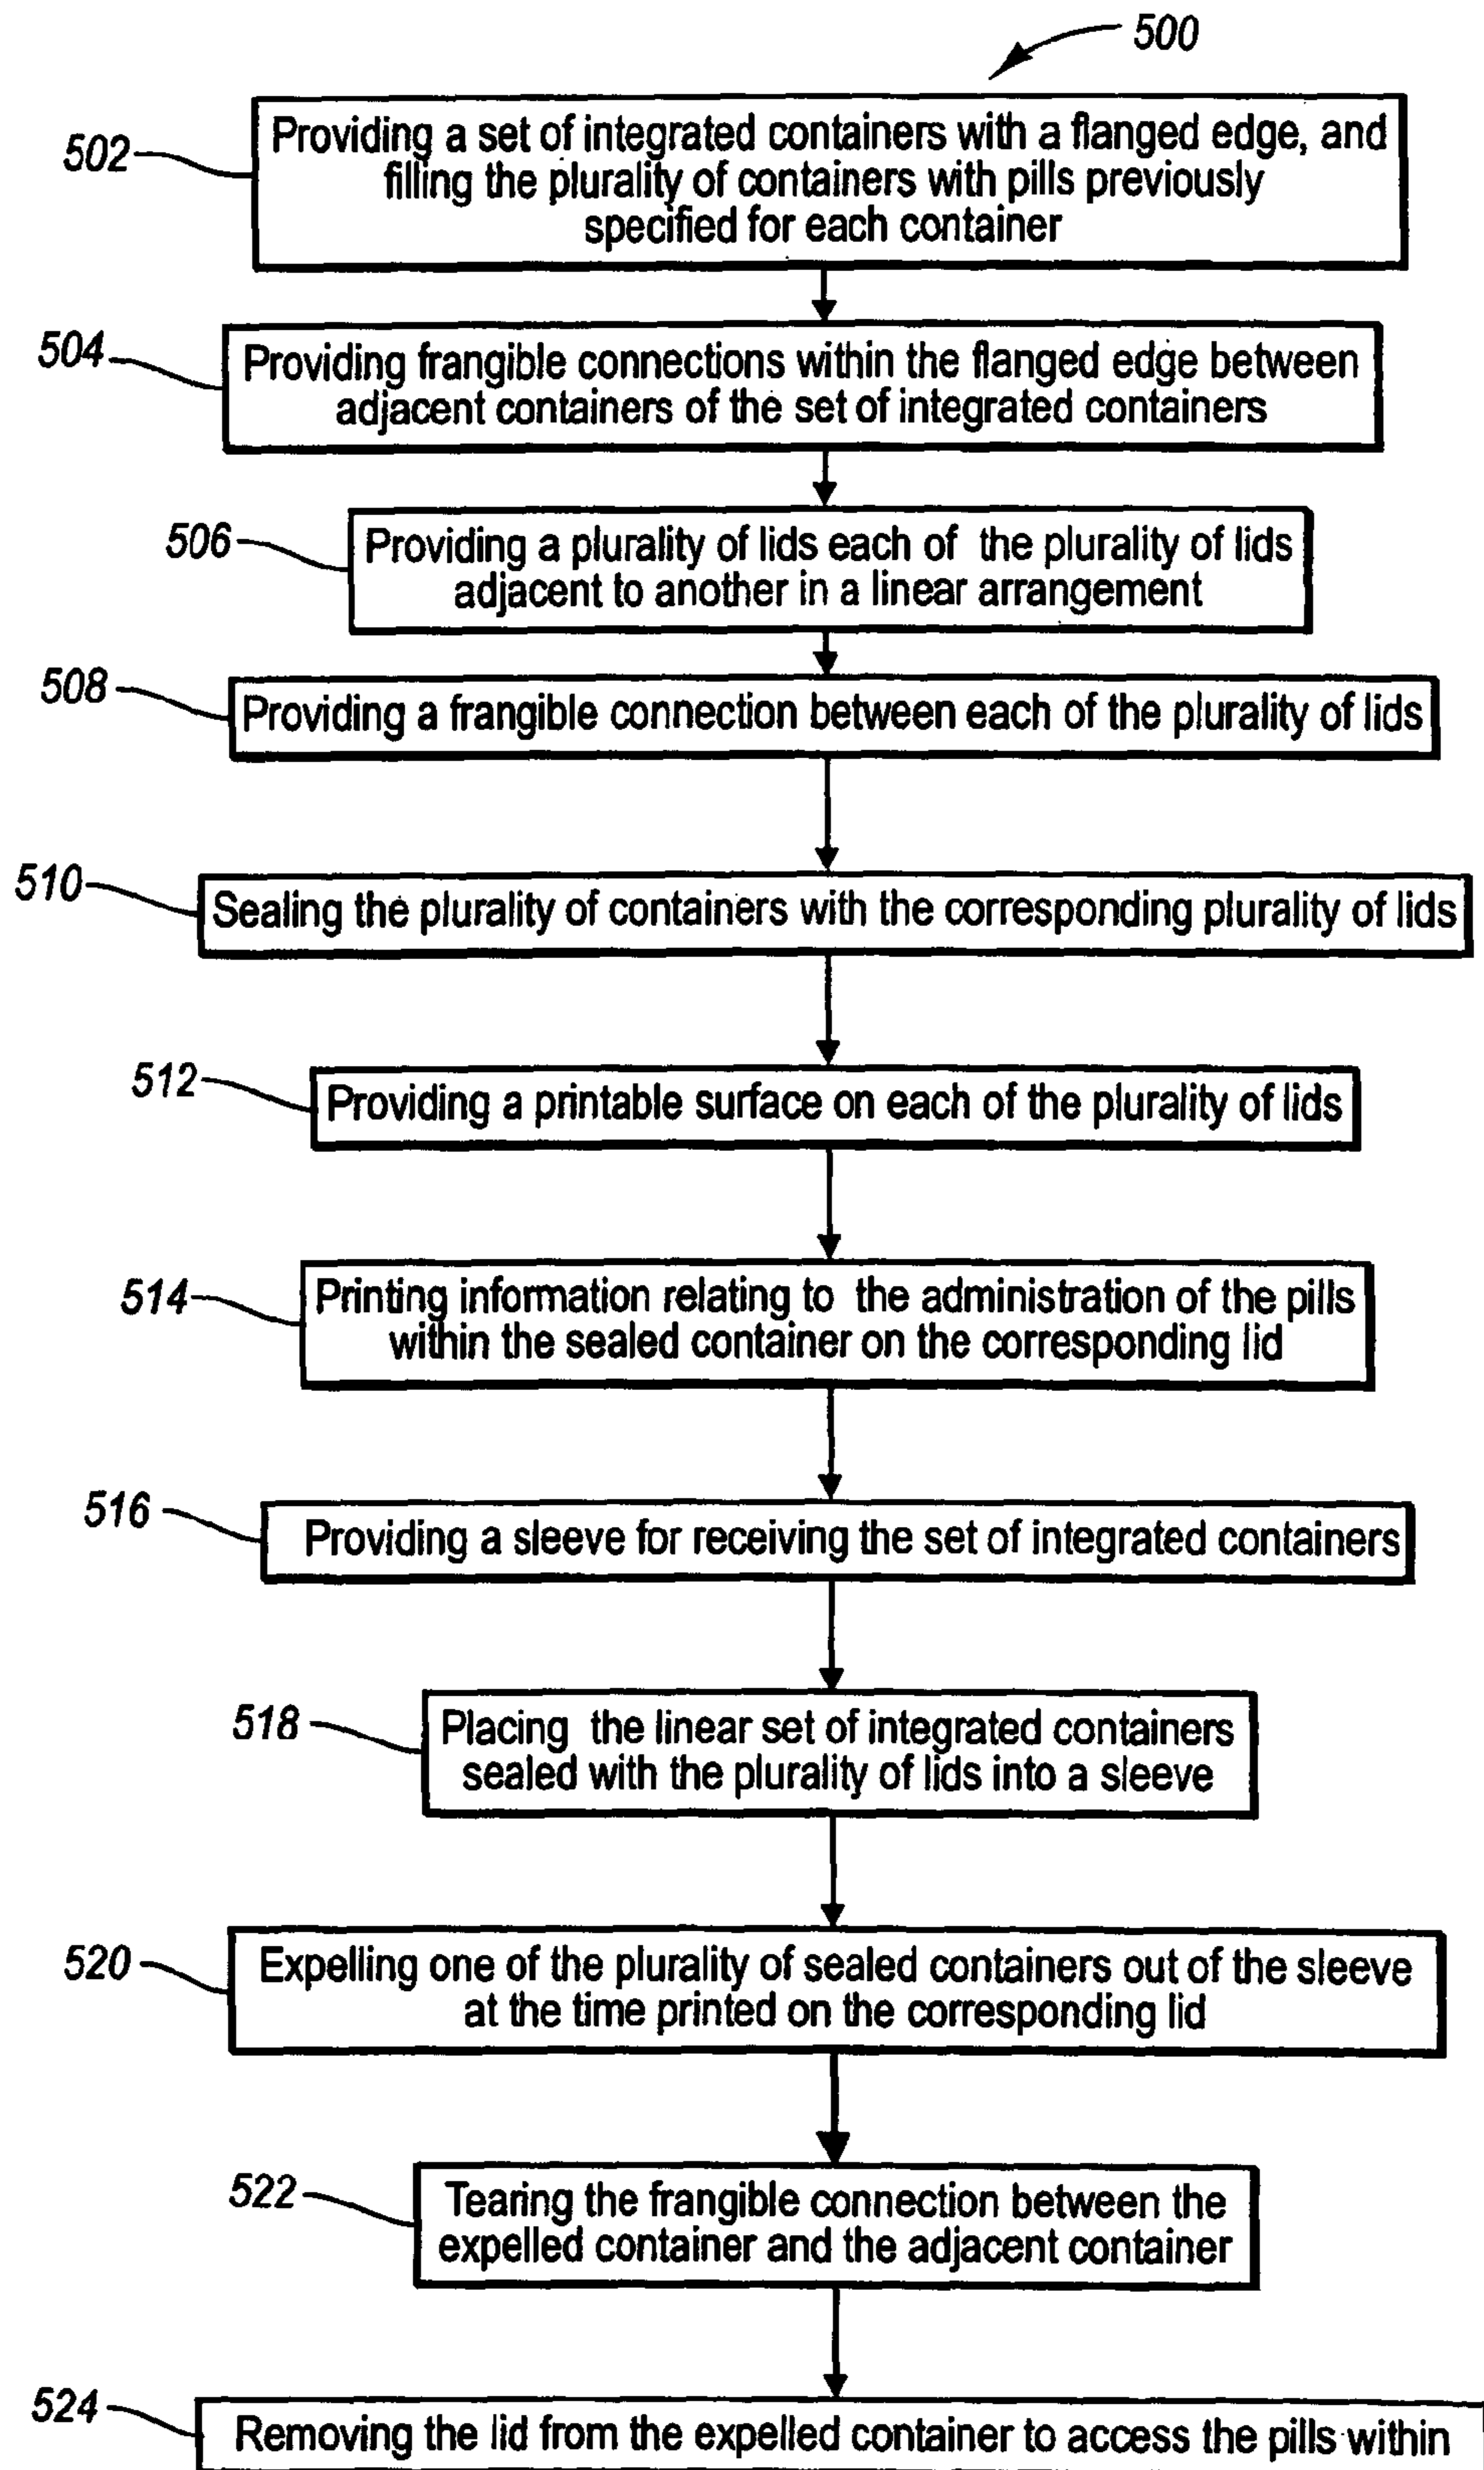 500
502
Providing a set of integrated containers with a flanged edge, and
filling the plurality of containers with pills previously
specified for each container
504
Providing frangible connections within the flanged edge between
adjacent containers of the set of integrated containers
506
Providing a plurality of lids each of the plurality of lids
adjacent to another in a linear arrangement
508
Providing a frangible connection between each of the plurality of lids
510
Sealing the plurality of containers with the corresponding plurality of lids
512
Providing a printable surface on each of the plurality of lids
514
Printing information relating to the administration of the pills
within the sealed container on the corresponding lid
516
Providing a sleeve for receiving the set of integrated containers
518
Placing the linear set of integrated containers
sealed with the plurality of lids into a sleeve
520
Expelling one of the plurality of sealed containers out of the sleeve
at the time printed on the corresponding lid
522
Tearing the frangible connection between the
expelled container and the adjacent container
524
Removing the lid from the expelled container to access the pills within